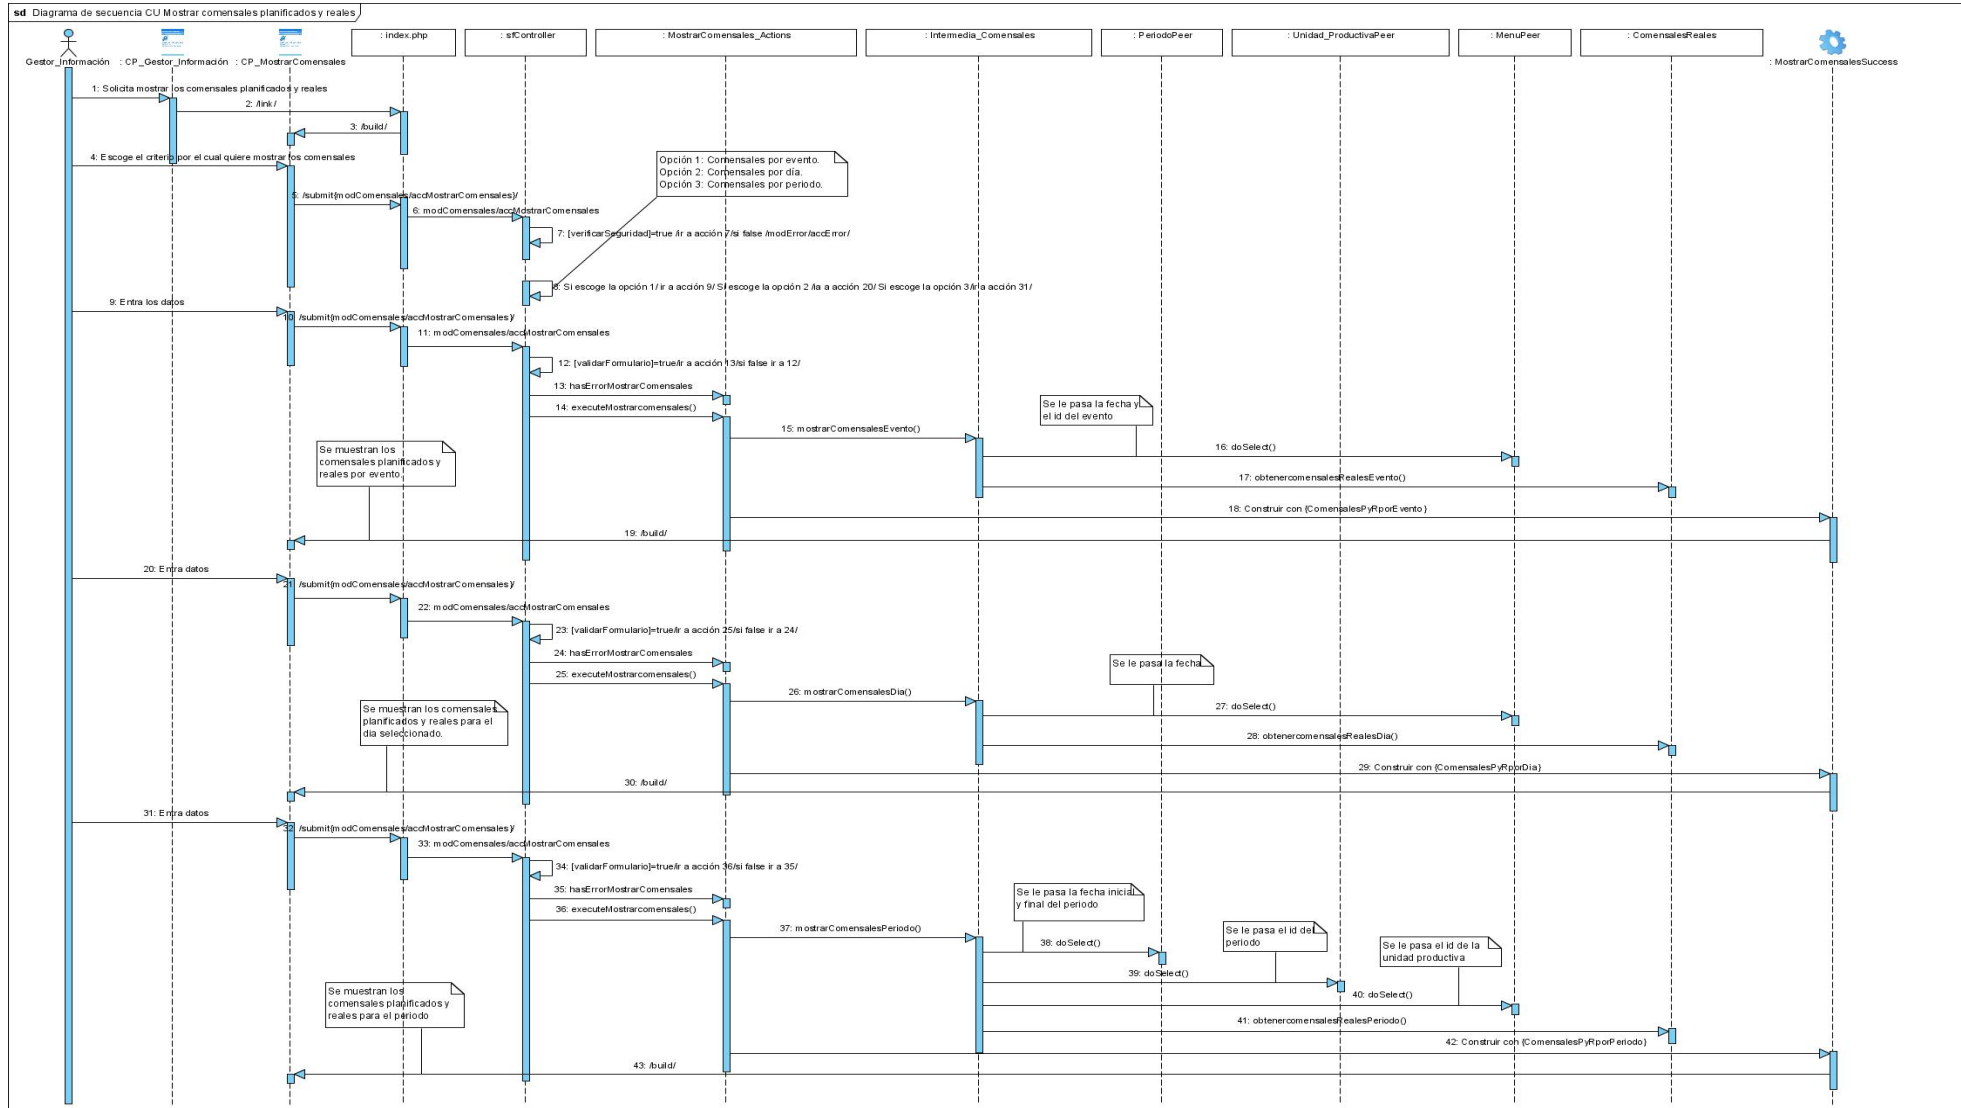 sd Diagrama de secuencia CU Mostrar comensales planificados y reales
: index.php
: sfController
: MostrarComensales_Actions
: Intermedia_Comensales
: PeriodoPeer
: Unidad_ProductivaPeer
: MenuPeer
: ComensalesReales
Gestor_Información
: CP_Gestor_Información
: CP_MostrarComensales
: MostrarComensalesSuccess
1: Solicita mostrar los comensales planificados y reales
2: /link/
3: /build/
4: Escoge el criterio por el cual quiere mostrar los comensales
Opción 1: Comensales por evento.
Opción 2: Comensales por día.
Opción 3: Comensales por periodo.
5: /submit{modComensales/accMostrarComensales}/
6: modComensales/accMostrarComensales
7: [verificarSeguridad]=true /ir a acción 7/si false /modError/accError/
8: Si escoge la opción 1/ ir a acción 9/ Si escoge la opción 2 /ia a acción 20/ Si escoge la opción 3/ir a acción 31/
9: Entra los datos
10: /submit{modComensales/accMostrarComensales}/
11: modComensales/accMostrarComensales
12: [validarFormulario]=true/ir a acción 13/si false ir a 12/
13: hasErrorMostrarComensales
14: executeMostrarcomensales()
Se le pasa la fecha y
el id del evento
15: mostrarComensalesEvento()
16: doSelect()
Se muestran los
comensales planificados y
reales por evento.
17: obtenercomensalesRealesEvento()
18: Construir con {ComensalesPyRporEvento}
19: /build/
20: Entra datos
21: /submit{modComensales/accMostrarComensales}/
22: modComensales/accMostrarComensales
23: [validarFormulario]=true/ir a acción 25/si false ir a 24/
24: hasErrorMostrarComensales
25: executeMostrarcomensales()
Se le pasa la fecha
26: mostrarComensalesDia()
27: doSelect()
Se muestran los comensales
planificados y reales para el
dia seleccionado.
28: obtenercomensalesRealesDia()
29: Construir con {ComensalesPyRporDia}
30: /build/
31: Entra datos
32: /submit{modComensales/accMostrarComensales}/
33: modComensales/accMostrarComensales
34: [validarFormulario]=true/ir a acción 36/si false ir a 35/
35: hasErrorMostrarComensales
36: executeMostrarcomensales()
Se le pasa la fecha inicial
y final del periodo
37: mostrarComensalesPeriodo()
38: doSelect()
Se le pasa el id del
periodo
Se le pasa el id de la
unidad productiva
39: doSelect()
40: doSelect()
Se muestran los
comensales planificados y
reales para el periodo
41: obtenercomensalesRealesPeriodo()
42: Construir con {ComensalesPyRporPeriodo}
43: /build/